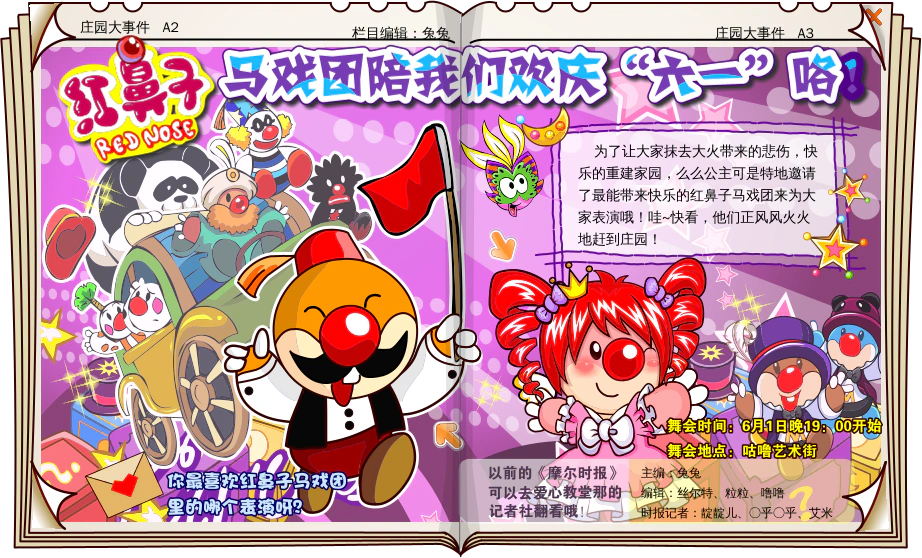 庄园大事件 A2
栏目编辑：兔兔
庄园大事件 A3
红鼻子
RED NOSE
马戏团陪我们欢庆“六一”咯！
为了让大家抹去大火带来的悲伤，快
乐的重建家园，么么公主可是特地邀请
了最能带来快乐的红鼻子马戏团来为大
家表演哦！哇~快看，他们正风风火火
地赶到庄园！
舞会时间：6月1日晚19：00开始
舞会地点：咕噜艺术街
你最喜欢红鼻子马戏团
里的哪个表演呀？
以前的《摩尔时报》
可以去爱心教堂那的
记者社翻看哦！
主编：兔兔
编辑：丝尔特、粒粒、噜噜
时报记者：靛靛儿、〇乎〇乎、艾米